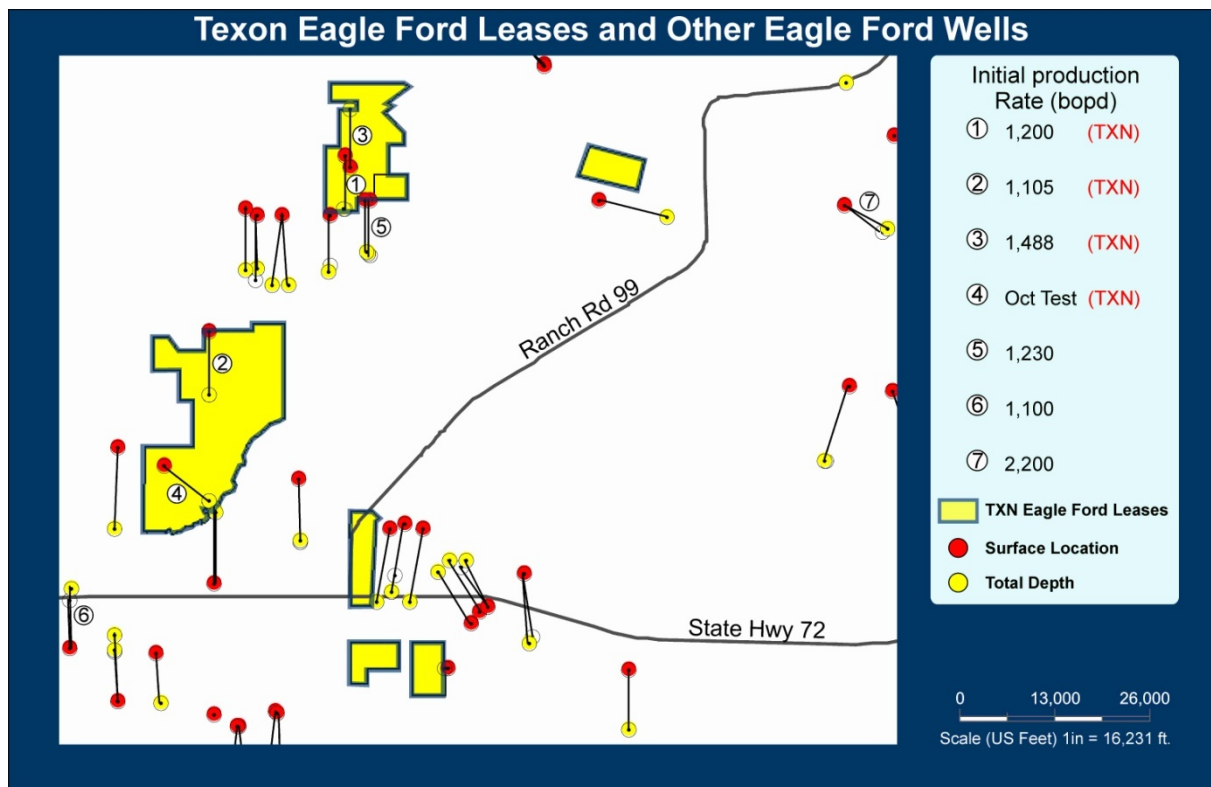 Texon Eagle Ford Leases and Other Eagle Ford Wells
Initial production
Rate (bopd)
① 1,200 (TXN)
② 1,105 (TXN)
③ 1,488 (TXN)
④ Oct Test (TXN)
⑤ 1,230
⑥ 1,100
⑦ 2,200
TXN Eagle Ford Leases
Surface Location
Total Depth
③
①
⑤
⑦
Ranch Rd 99
②
④
⑥
State Hwy 72
0 13,000 26,000
Scale (US Feet) 1in = 16,231 ft.